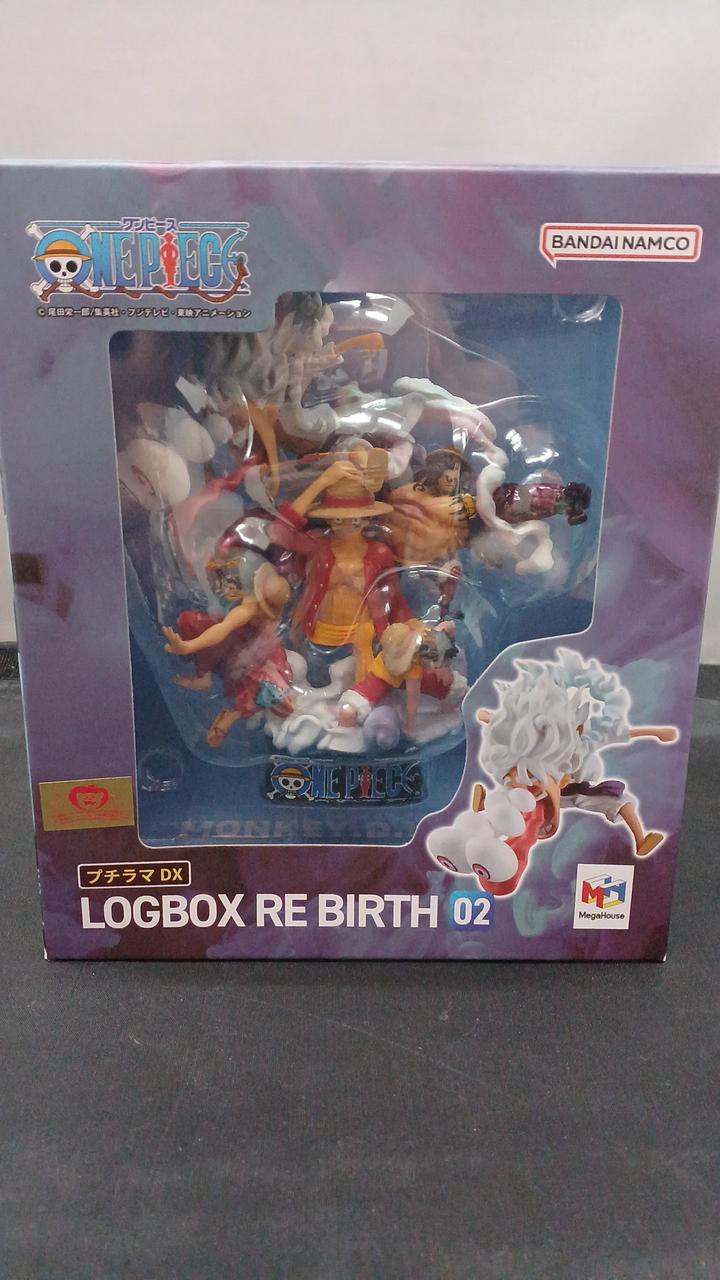 ワンピース
ONE PIECE
© 尾田栄一郎/集英社・フジテレビ・東映アニメーション
BANDAI NAMCO
ONE PIECE
MONKEY.D.
プチラマ DX
LOGBOX RE BIRTH 02
MegaHouse